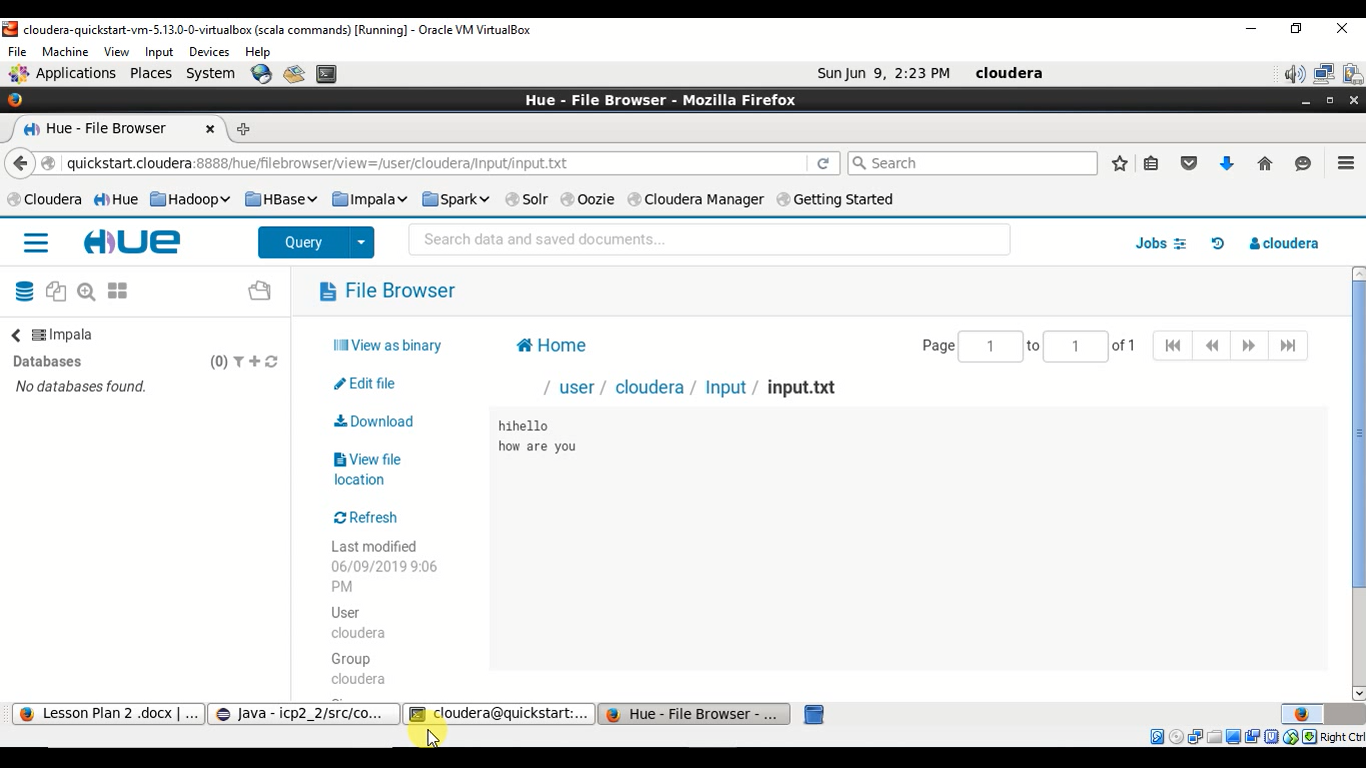 cloudera-quickstart-vm-5.13.0-0-virtualbox (scala commands) [Running] - Oracle VM VirtualBox
File Machine View Input Devices Help
Applications Places System Sun Jun 9, 2:23 PM cloudera
Hue - File Browser - Mozilla Firefox
Hue - File Browser
quickstart.cloudera:8888/hue/filebrowser/view=/user/cloudera/Input/input.txt Search
Cloudera Hue Hadoop HBase Impala Spark Solr Oozie Cloudera Manager Getting Started
HUE Query Search data and saved documents... Jobs cloudera
File Browser
Impala
Databases (0)
No databases found.
View as binary
Edit file
Download
View file
location
Refresh
Last modified
06/09/2019 9:06
PM
User
cloudera
Group
cloudera
Home Page 1 to 1 of 1
/ user / cloudera / Input / input.txt
hihello
how are you
Lesson Plan 2 .docx | ... Java - icp2_2/src/co... cloudera@quickstart:... Hue - File Browser - ...
Right Ctrl